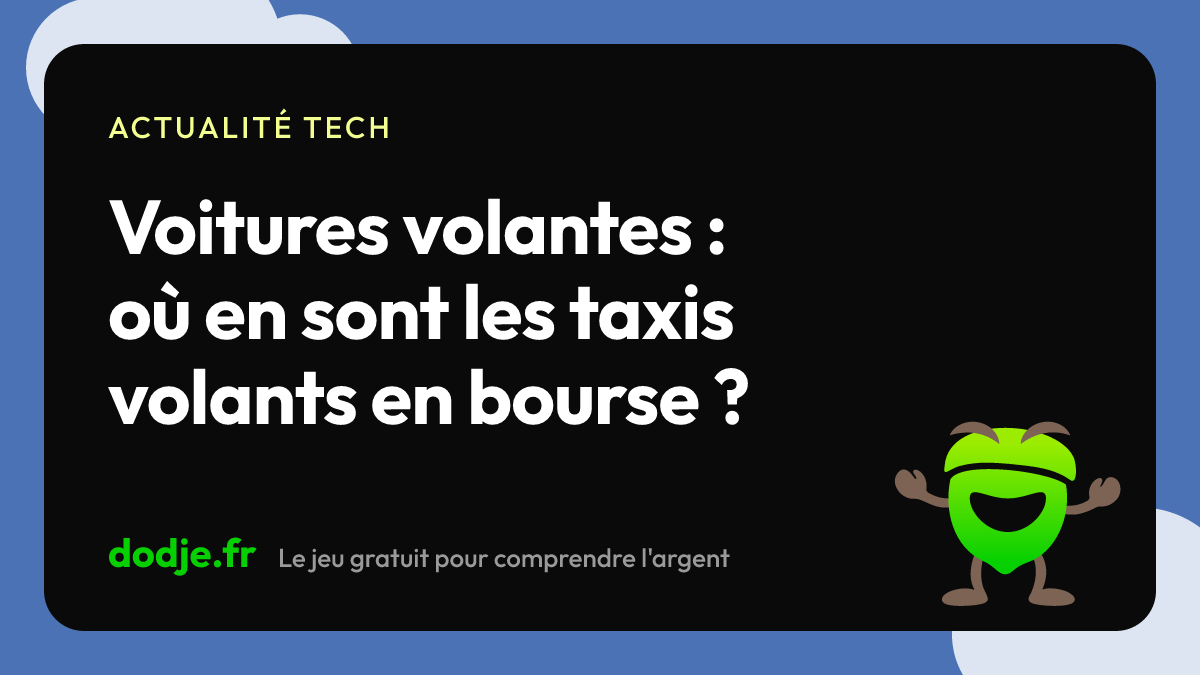 ACTUALITÉ TECH
Voitures volantes :
où en sont les taxis
volants en bourse ?
dodje.fr Le jeu gratuit pour comprendre l'argent